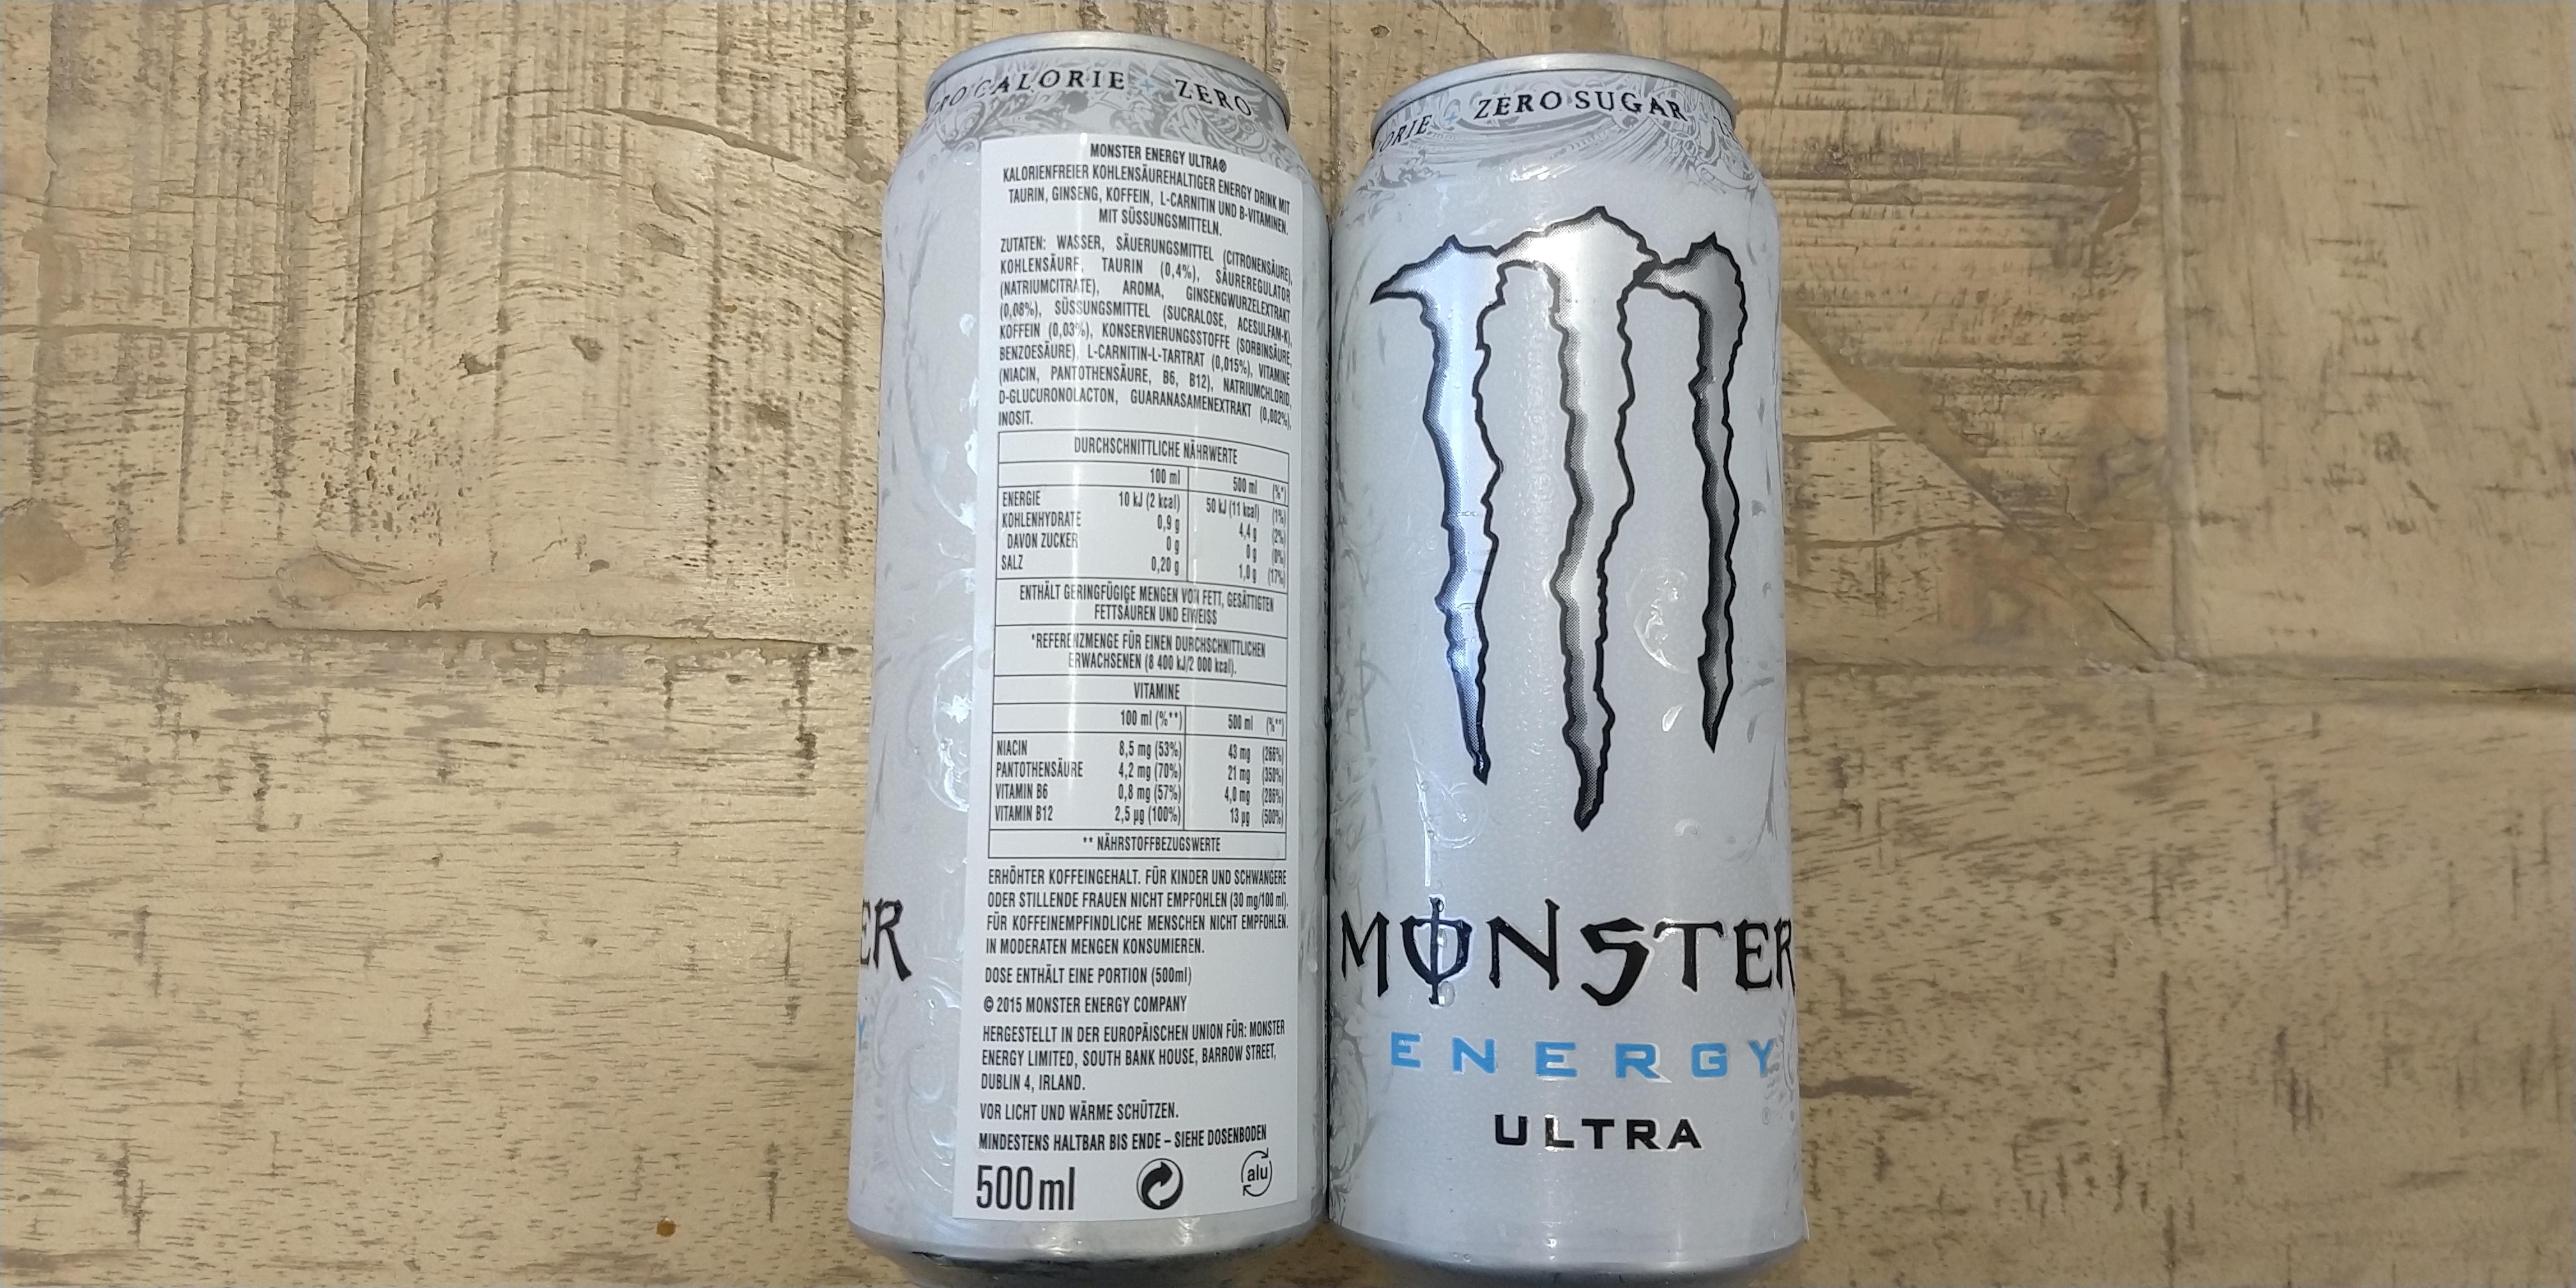 RO CALORIE + ZERO
MONSTER ENERGY ULTRA®
KALORIENFREIER KOHLENSÄUREHALTIGER ENERGY DRINK MIT
TAURIN, GINSENG, KOFFEIN, L-CARNITIN UND B-VITAMINEN.
MIT SÜSSUNGSMITTELN.
ZUTATEN: WASSER, SÄUERUNGSMITTEL (CITRONENSÄURE),
KOHLENSÄURE, TAURIN (0,4%), SÄUREREGULATOR
(NATRIUMCITRATE), AROMA, GINSENGWURZELEXTRAKT
(0,08%), SÜSSUNGSMITTEL (SUCRALOSE, ACESULFAM-K),
KOFFEIN (0,03%), KONSERVIERUNGSSTOFFE (SORBINSÄURE,
BENZOESÄURE), L-CARNITIN-L-TARTRAT (0,015%), VITAMINE
(NIACIN, PANTOTHENSÄURE, B6, B12), NATRIUMCHLORID,
D-GLUCURONOLACTON, GUARANASAMENEXTRAKT (0,002%),
INOSIT.
DURCHSCHNITTLICHE NÄHRWERTE
100 ml 500 ml (%*)
ENERGIE 10 kJ (2 kcal) 50 kJ (11 kcal) (1%)
KOHLENHYDRATE 0,9 g 4,4 g (2%)
DAVON ZUCKER 0 g 0 g (0%)
SALZ 0,20 g 1,0 g (17%)
ENTHÄLT GERINGFÜGIGE MENGEN VON FETT, GESÄTTIGTEN
FETTSÄUREN UND EIWEISS
*REFERENZMENGE FÜR EINEN DURCHSCHNITTLICHEN
ERWACHSENEN (8 400 kJ/2 000 kcal).
VITAMINE
100 ml (%**) 500 ml (%**)
NIACIN 8,5 mg (53%) 43 mg (266%)
PANTOTHENSÄURE 4,2 mg (70%) 21 mg (350%)
VITAMIN B6 0,8 mg (57%) 4,0 mg (286%)
VITAMIN B12 2,5 µg (100%) 13 µg (500%)
** NÄHRSTOFFBEZUGSWERTE
ERHÖHTER KOFFEINGEHALT. FÜR KINDER UND SCHWANGERE
ODER STILLENDE FRAUEN NICHT EMPFOHLEN (30 mg/100 ml).
FÜR KOFFEINEMPFINDLICHE MENSCHEN NICHT EMPFOHLEN.
IN MODERATEN MENGEN KONSUMIEREN.
DOSE ENTHÄLT EINE PORTION (500ml)
© 2015 MONSTER ENERGY COMPANY
HERGESTELLT IN DER EUROPÄISCHEN UNION FÜR: MONSTER
ENERGY LIMITED, SOUTH BANK HOUSE, BARROW STREET,
DUBLIN 4, IRLAND.
VOR LICHT UND WÄRME SCHÜTZEN.
MINDESTENS HALTBAR BIS ENDE – SIEHE DOSENBODEN
500ml
alu
ER
Y
ORIE + ZERO SUGAR
MONSTER
ENERGY
ULTRA